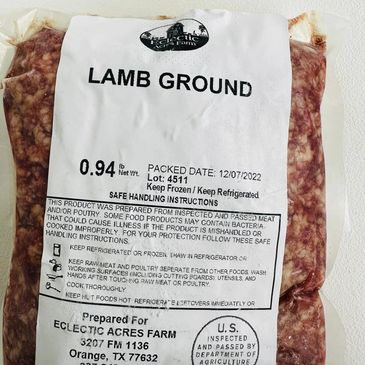 Eclectic
Acres Farm
LAMB GROUND
0.94 lb Net Wt.
PACKED DATE: 12/07/2022
Lot: 4511
Keep Frozen / Keep Refrigerated
SAFE HANDLING INSTRUCTIONS
THIS PRODUCT WAS PREPARED FROM INSPECTED AND PASSED MEAT
AND/OR POULTRY. SOME FOOD PRODUCTS MAY CONTAIN BACTERIA
THAT COULD CAUSE ILLNESS IF THE PRODUCT IS MISHANDLED OR
COOKED IMPROPERLY. FOR YOUR PROTECTION FOLLOW THESE SAFE
HANDLING INSTRUCTIONS.
KEEP REFRIGERATED OR FROZEN. THAW IN REFRIGERATOR OR
KEEP RAW MEAT AND POULTRY SEPERATE FROM OTHER FOODS. WASH
WORKING SURFACES (INCLUDING CUTTING BOARDS), UTENSILS, AND
HANDS AFTER TOUCHING RAW MEAT OR POULTRY.
COOK THOROUGHLY.
KEEP HOT FOODS HOT. REFRIGERATE LEFTOVERS IMMEDIATELY OR
Prepared For
ECLECTIC ACRES FARM
3207 FM 1136
Orange, TX 77632
U.S.
INSPECTED
AND PASSED BY
DEPARTMENT OF
AGRICULTURE